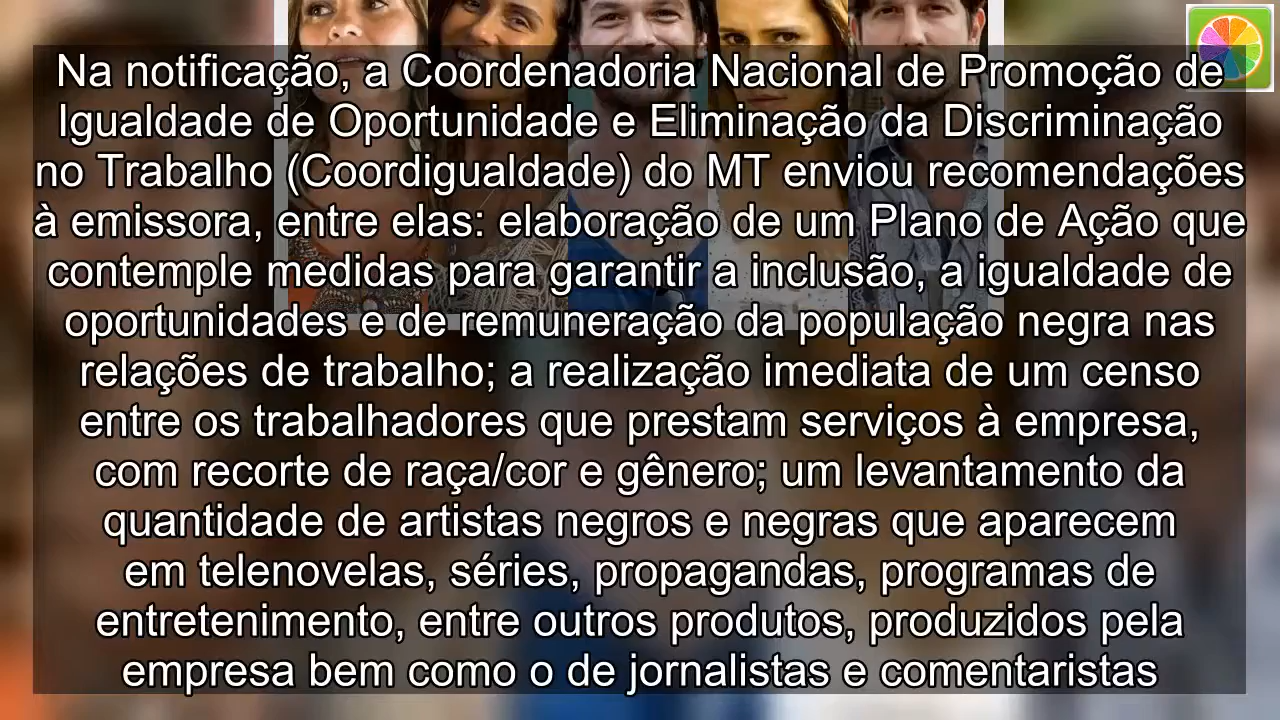 Na notificação, a Coordenadoria Nacional de Promoção de
Igualdade de Oportunidade e Eliminação da Discriminação
no Trabalho (Coordigualdade) do MT enviou recomendações
à emissora, entre elas: elaboração de um Plano de Ação que
contemple medidas para garantir a inclusão, a igualdade de
oportunidades e de remuneração da população negra nas
relações de trabalho; a realização imediata de um censo
entre os trabalhadores que prestam serviços à empresa,
com recorte de raça/cor e gênero; um levantamento da
quantidade de artistas negros e negras que aparecem
em telenovelas, séries, propagandas, programas de
entretenimento, entre outros produtos, produzidos pela
empresa bem como o de jornalistas e comentaristas